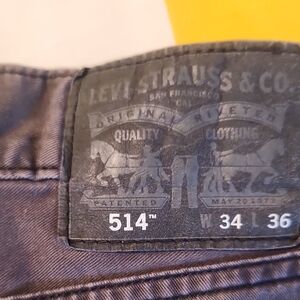 LEVI STRAUSS & CO.
SAN FRANCISCO
CAL
ORIGINAL RIVETED
QUALITY CLOTHING
PATENTED MAY 20 1873
514™ W 34 L 36